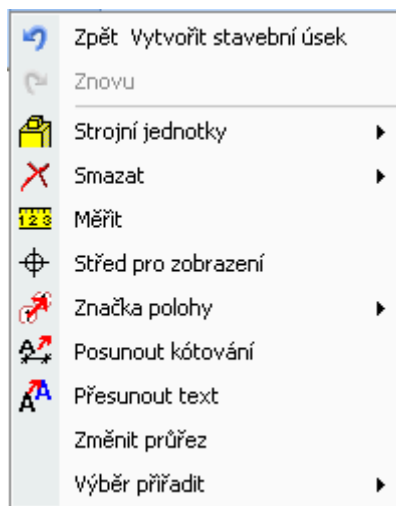 Zpět Vytvořit stavební úsek
Znovu
Strojní jednotky
Smazat
123
Měřit
Střed pro zobrazení
Značka polohy
Posunout kótování
Přesunout text
Změnit průřez
Výběr přiřadit